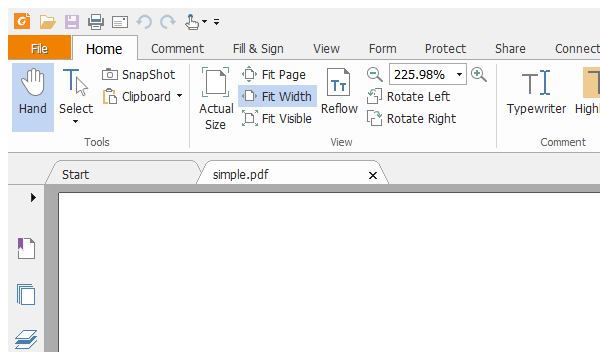 File Home Comment Fill & Sign View Form Protect Share Connect
Hand
Select
SnapShot
Clipboard
Actual
Size
Fit Page
Fit Width
Fit Visible
Reflow
225.98%
Rotate Left
Rotate Right
Typewriter
Highl
Tools View Comment
Start simple.pdf